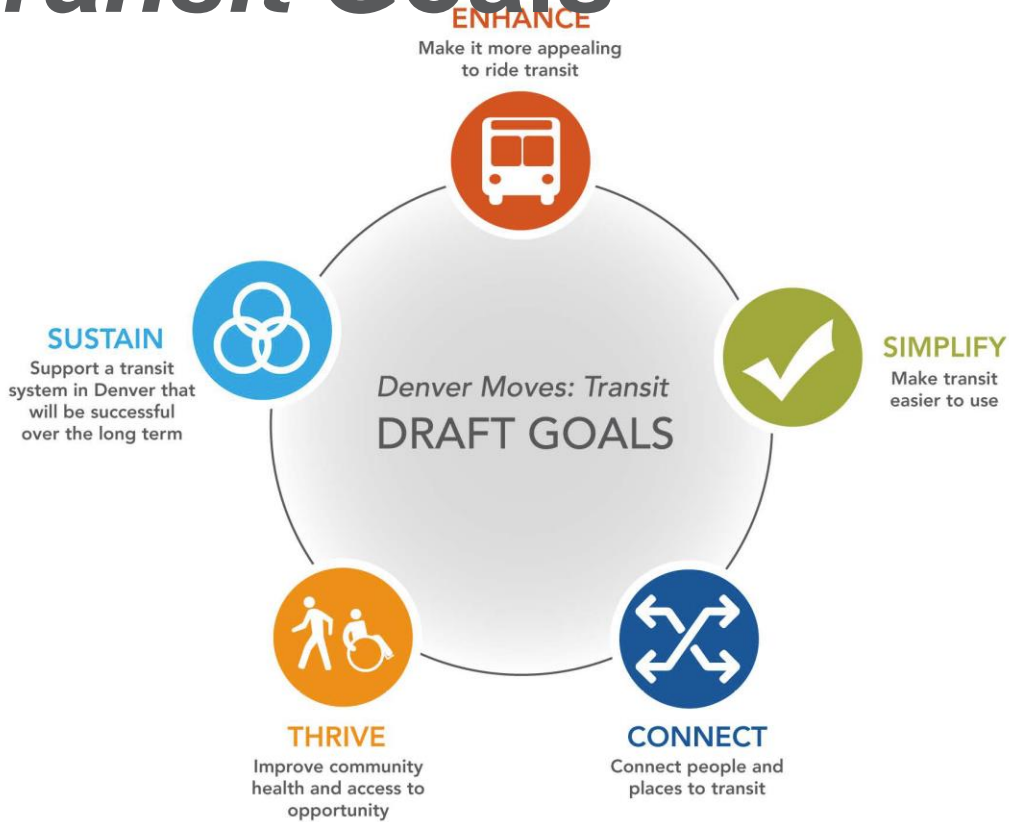 Transit Goals
ENHANCE
Make it more appealing
to ride transit
SUSTAIN
Support a transit
system in Denver that
will be successful
over the long term
SIMPLIFY
Make transit
easier to use
Denver Moves: Transit
DRAFT GOALS
THRIVE
Improve community
health and access to
opportunity
CONNECT
Connect people and
places to transit